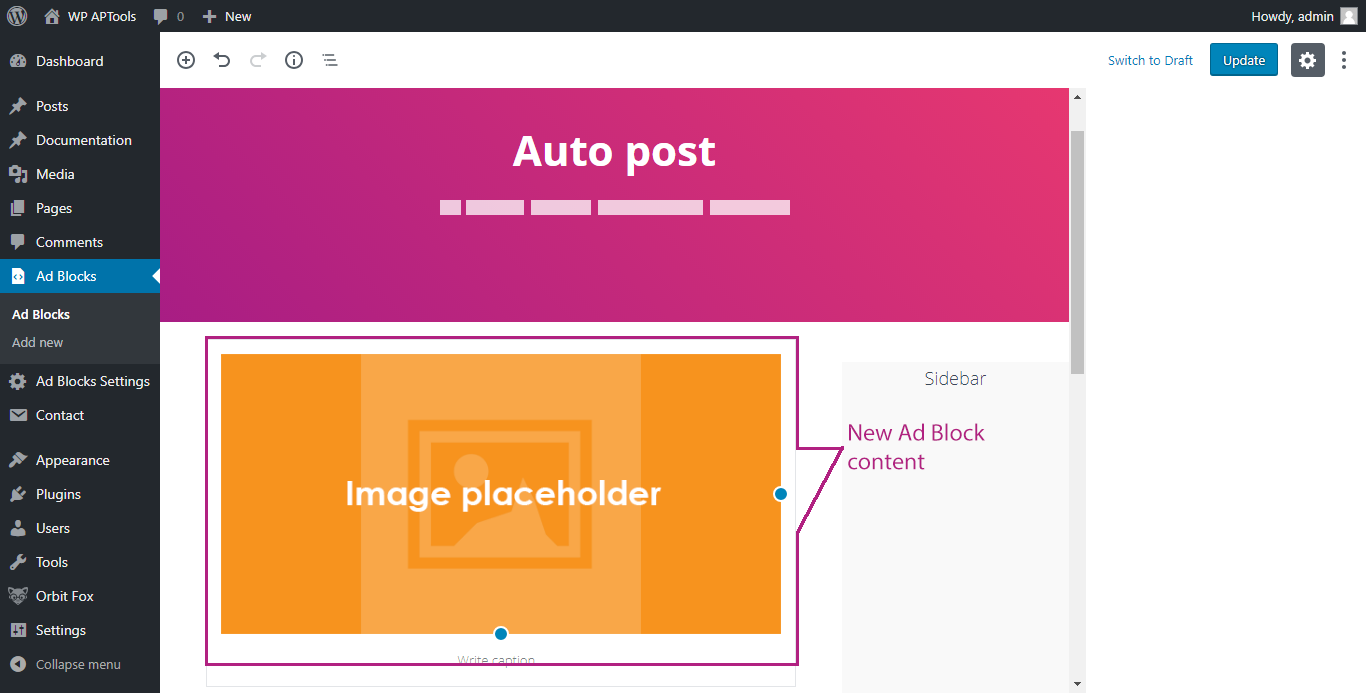 WP APTools
0
New
Howdy, admin
Dashboard
Posts
Documentation
Media
Pages
Comments
Ad Blocks
Ad Blocks
Add new
Ad Blocks Settings
Contact
Appearance
Plugins
Users
Tools
Orbit Fox
Settings
Collapse menu
Switch to Draft
Update
Auto post
Image placeholder
Write caption
Sidebar
New Ad Block
content